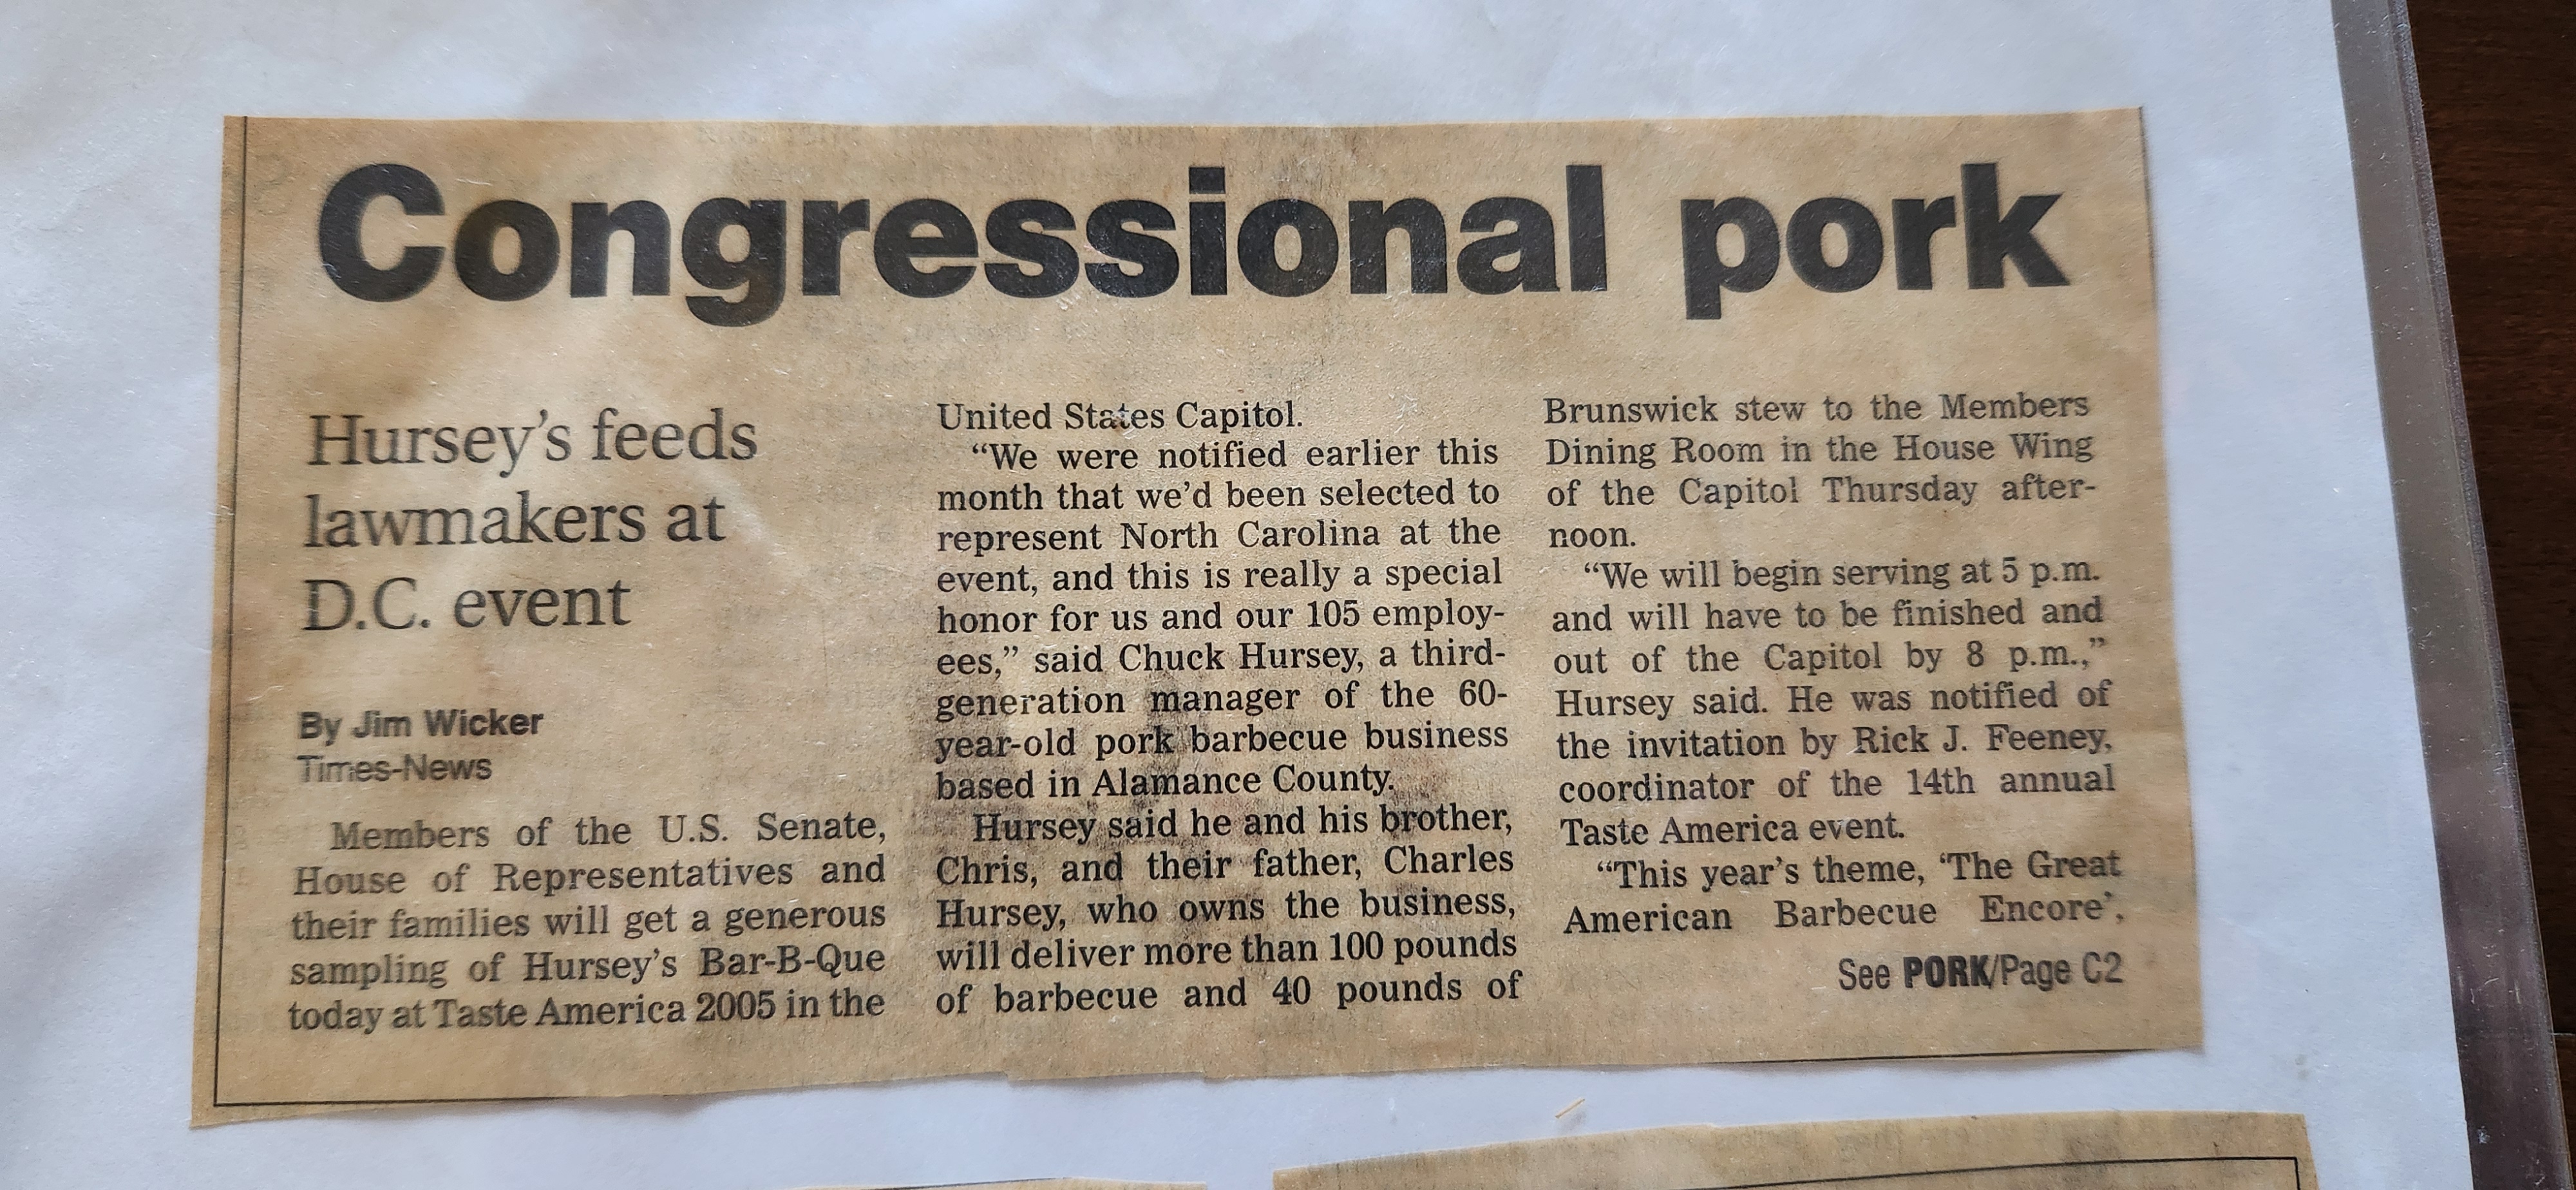 Congressional pork
Hursey's feeds
lawmakers at
D.C. event
By Jim Wicker
Times-News
Members of the U.S. Senate,
House of Representatives and
their families will get a generous
sampling of Hursey's Bar-B-Que
today at Taste America 2005 in the
United States Capitol.
“We were notified earlier this
month that we'd been selected to
represent North Carolina at the
event, and this is really a special
honor for us and our 105 employ-
ees,” said Chuck Hursey, a third-
generation manager of the 60-
year-old pork barbecue business
based in Alamance County.
Hursey said he and his brother,
Chris, and their father, Charles
Hursey, who owns the business,
will deliver more than 100 pounds
of barbecue and 40 pounds of
Brunswick stew to the Members
Dining Room in the House Wing
of the Capitol Thursday after-
noon.
“We will begin serving at 5 p.m.
and will have to be finished and
out of the Capitol by 8 p.m.,”
Hursey said. He was notified of
the invitation by Rick J. Feeney,
coordinator of the 14th annual
Taste America event.
“This year's theme, ‘The Great
American Barbecue Encore’,
See PORK/Page C2